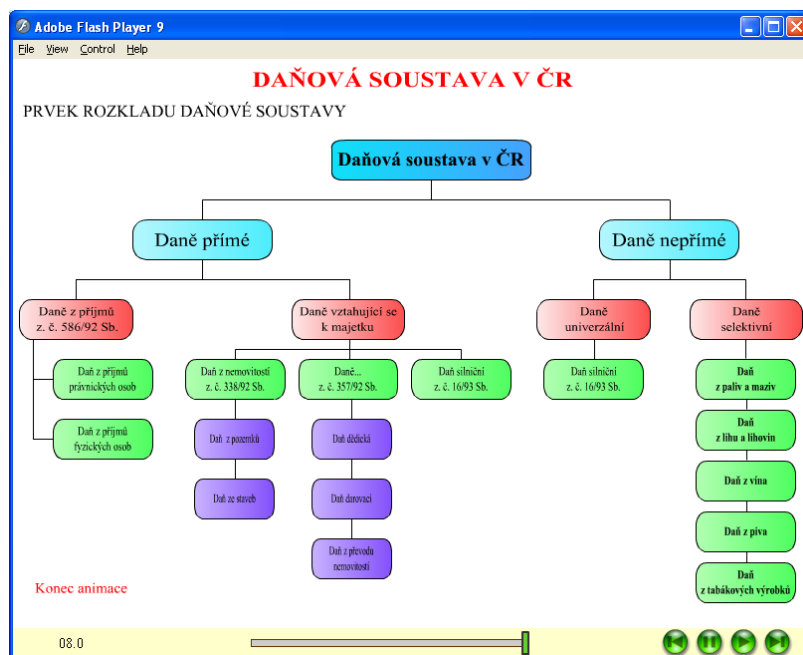 Adobe Flash Player 9
File View Control Help
DAŇOVÁ SOUSTAVA V ČR
PRVEK ROZKLADU DAŇOVÉ SOUSTAVY
Daňová soustava v ČR
Daně přímé
Daně nepřímé
Daně z příjmů
z. č. 586/92 Sb.
Daně vztahující se
k majetku
Daně
univerzální
Daně
selektivní
Daň z příjmů
právnických osob
Daň z příjmů
fyzických osob
Daň z nemovitostí
z. č. 338/92 Sb.
Daně...
z. č. 357/92 Sb.
Daň silniční
z. č. 16/93 Sb.
Daň silniční
z. č. 16/93 Sb.
Daň
z paliv a maziv
Daň z pozemků
Daň dědická
Daň
z lihu a lihovin
Daň ze staveb
Daň darovací
Daň z vína
Daň z převodu
nemovitostí
Daň z piva
Daň
z tabákových výrobků
Konec animace
08.0